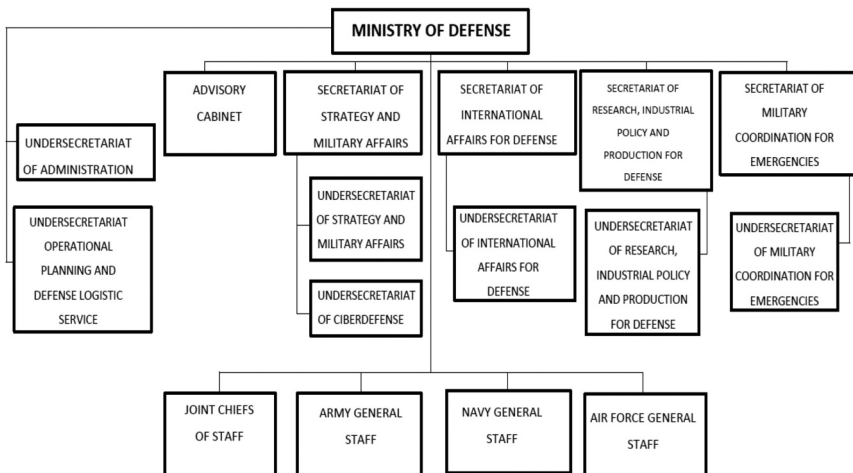 MINISTRY OF DEFENSE
ADVISORY
CABINET
SECRETARIAT OF
STRATEGY AND
MILITARY AFFAIRS
SECRETARIAT OF
INTERNATIONAL
AFFAIRS FOR DEFENSE
SECRETARIAT OF
RESEARCH, INDUSTRIAL
POLICY AND
PRODUCTION FOR
DEFENSE
SECRETARIAT OF
MILITARY
COORDINATION FOR
EMERGENCIES
UNDERSECRETARIAT
OF ADMINISTRATION
UNDERSECRETARIAT
OPERATIONAL
PLANNING AND
DEFENSE LOGISTIC
SERVICE
UNDERSECRETARIAT
OF STRATEGY AND
MILITARY AFFAIRS
UNDERSECRETARIAT
OF CIBERDEFENSE
UNDERSECRETARIAT
OF INTERNATIONAL
AFFAIRS FOR
DEFENSE
UNDERSECRETARIAT
OF RESEARCH,
INDUSTRIAL POLICY
AND PRODUCTION
FOR DEFENSE
UNDERSECRETARIAT
OF MILITARY
COORDINATION FOR
EMERGENCIES
JOINT CHIEFS
OF STAFF
ARMY GENERAL
STAFF
NAVY GENERAL
STAFF
AIR FORCE GENERAL
STAFF